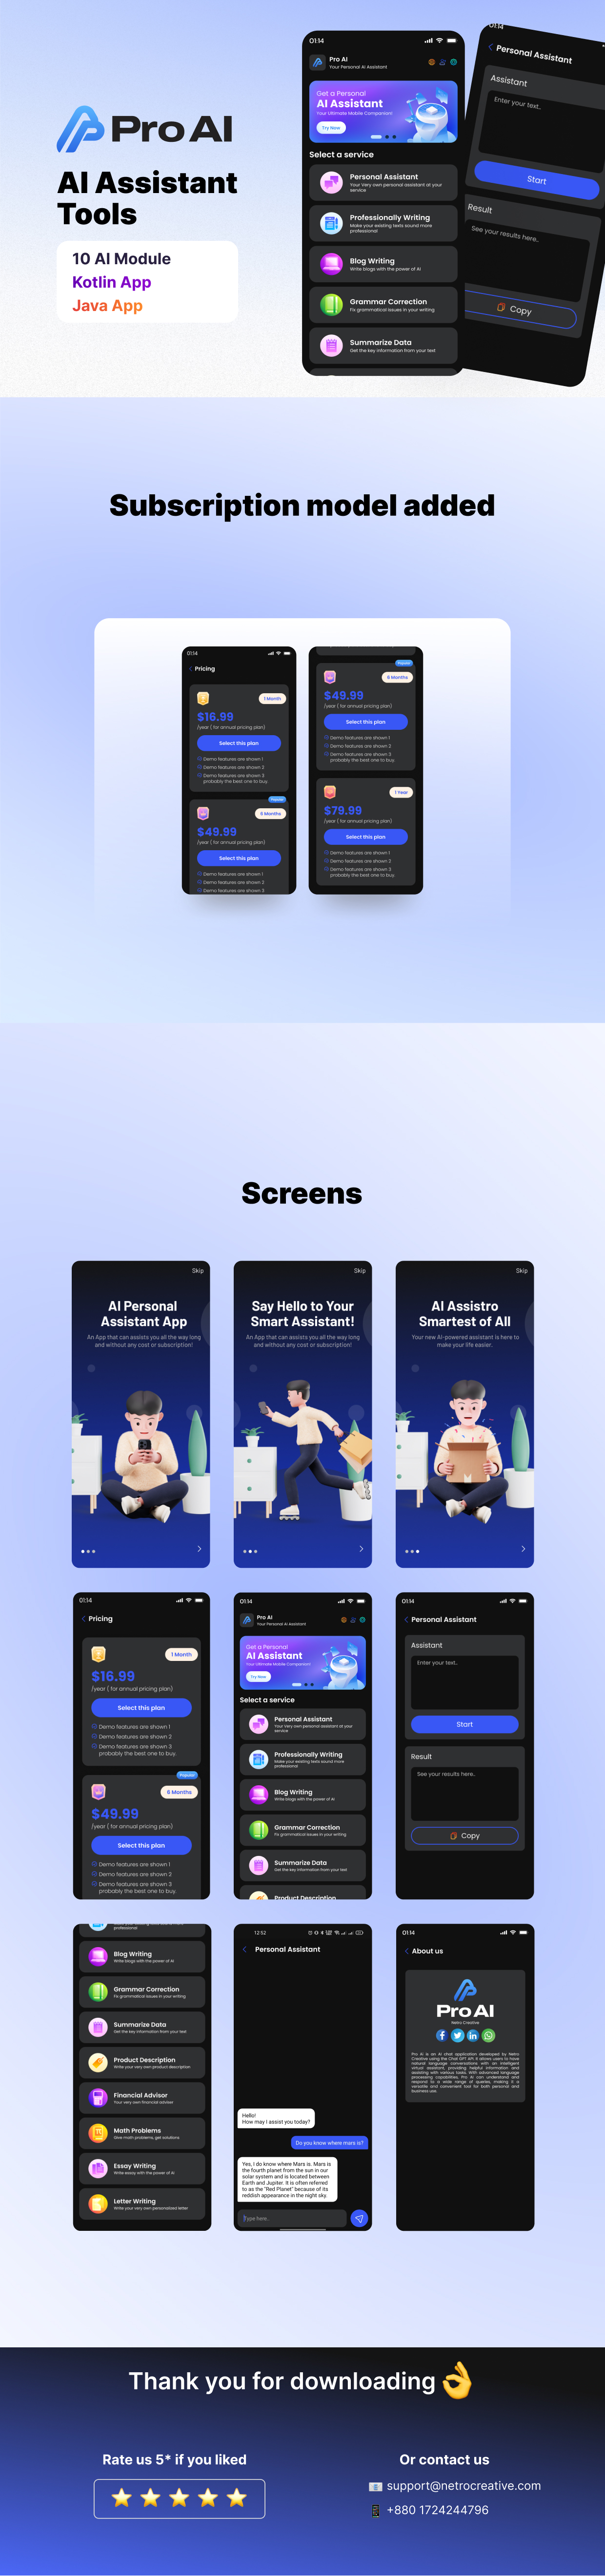 Pro AI
AI Assistant
Tools
10 AI Module
Kotlin App
Java App
01:14
Pro AI
Your Personal AI Assistant
Get a Personal
AI Assistant
Your Ultimate Mobile Companion!
Try Now
Select a service
Personal Assistant
Your Very own personal assistant at your
service
Professionally Writing
Make your existing texts sound more
professional
Blog Writing
Write blogs with the power of AI
Grammar Correction
Fix grammatical issues in your writing
Summarize Data
Get the key information from your text
01:14
Personal Assistant
Assistant
Enter your text..
Start
Result
See your results here..
Copy
Subscription model added
01:14
Pricing
1 Month
$16.99
/year ( for annual pricing plan)
Select this plan
Demo features are shown 1
Demo features are shown 2
Demo features are shown 3
probably the best one to buy.
Popular
6 Months
$49.99
/year ( for annual pricing plan)
Select this plan
Demo features are shown 1
Demo features are shown 2
Demo features are shown 3
Popular
6 Months
$49.99
/year ( for annual pricing plan)
Select this plan
Demo features are shown 1
Demo features are shown 2
Demo features are shown 3
probably the best one to buy.
1 Year
$79.99
/year ( for annual pricing plan)
Select this plan
Demo features are shown 1
Demo features are shown 2
Demo features are shown 3
probably the best one to buy.
Screens
Skip
AI Personal
Assistant App
An App that can assists you all the way long
and without any cost or subscription!
Skip
Say Hello to Your
Smart Assistant!
An App that can assists you all the way long
and without any cost or subscription!
Skip
AI Assistro
Smartest of All
Your new AI-powered assistant is here to
make your life easier.
01:14
Pricing
1 Month
$16.99
/year ( for annual pricing plan)
Select this plan
Demo features are shown 1
Demo features are shown 2
Demo features are shown 3
probably the best one to buy.
Popular
6 Months
$49.99
/year ( for annual pricing plan)
Select this plan
Demo features are shown 1
Demo features are shown 2
Demo features are shown 3
probably the best one to buy.
01:14
Pro AI
Your Personal AI Assistant
Get a Personal
AI Assistant
Your Ultimate Mobile Companion!
Try Now
Select a service
Personal Assistant
Your Very own personal assistant at your
service
Professionally Writing
Make your existing texts sound more
professional
Blog Writing
Write blogs with the power of AI
Grammar Correction
Fix grammatical issues in your writing
Summarize Data
Get the key information from your text
Product Description
01:14
Personal Assistant
Assistant
Enter your text..
Start
Result
See your results here..
Copy
professional
Blog Writing
Write blogs with the power of AI
Grammar Correction
Fix grammatical issues in your writing
Summarize Data
Get the key information from your text
Product Description
Write your very own product description
Financial Advisor
Your very own financial adviser
Math Problems
Give math problems, get solutions
Essay Writing
Write essay with the power of AI
Letter Writing
Write your very own personalized letter
12:52
Personal Assistant
Hello!
How may I assist you today?
Do you know where mars is?
Yes, I do know where Mars is. Mars is
the fourth planet from the sun in our
solar system and is located between
Earth and Jupiter. It is often referred
to as the "Red Planet" because of its
reddish appearance in the night sky.
Type here..
01:14
About us
Pro AI
Netro Creative
Pro AI is an AI chat application developed by Netro
Creative using the Chat GPT API. It allows users to have
natural language conversations with an intelligent
virtual assistant, providing helpful information and
assisting with various tasks. With advanced language
processing capabilities, Pro AI can understand and
respond to a wide range of queries, making it a
versatile and convenient tool for both personal and
business use.
Thank you for downloading
Rate us 5* if you liked
Or contact us
support@netrocreative.com
+880 1724244796